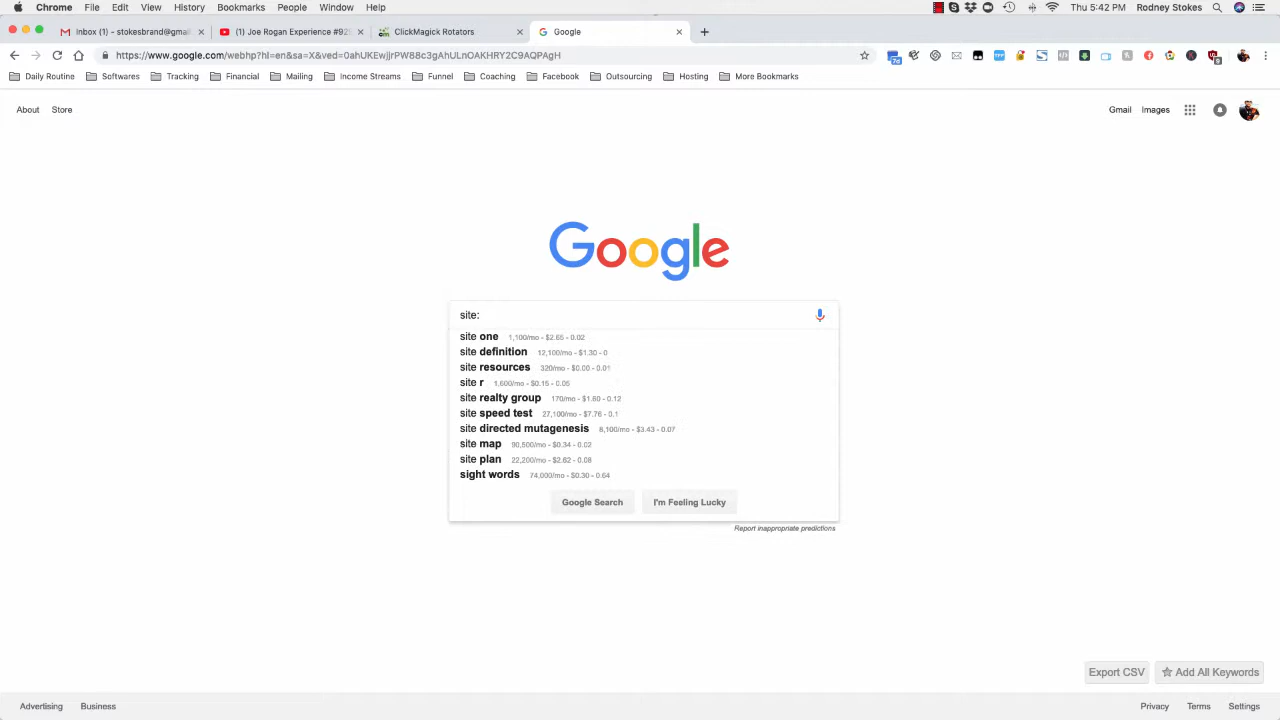 Chrome File Edit View History Bookmarks People Window Help Thu 5:42 PM Rodney Stokes
Inbox (1) - stokesbrand@gmai (1) Joe Rogan Experience #929 ClickMagick Rotators Google
https://www.google.com/webhp?hl=en&sa=X&ved=0ahUKEwjlrPW88c3gAhULnOAKHRY2C9AQPAgH
Daily Routine Softwares Tracking Financial Mailing Income Streams Funnel Coaching Facebook Outsourcing Hosting More Bookmarks
About Store Gmail Images
Google
site:
site one 1,100/mo - $2.65 - 0.02
site definition 12,100/mo - $1.30 - 0
site resources 320/mo - $0.00 - 0.01
site r 1,600/mo - $0.15 - 0.05
site realty group 170/mo - $1.60 - 0.12
site speed test 27,100/mo - $7.76 - 0.1
site directed mutagenesis 8,100/mo - $3.43 - 0.07
site map 90,500/mo - $0.34 - 0.02
site plan 22,200/mo - $2.62 - 0.08
sight words 74,000/mo - $0.30 - 0.64
Google Search I'm Feeling Lucky
Report inappropriate predictions
Export CSV Add All Keywords
Advertising Business Privacy Terms Settings